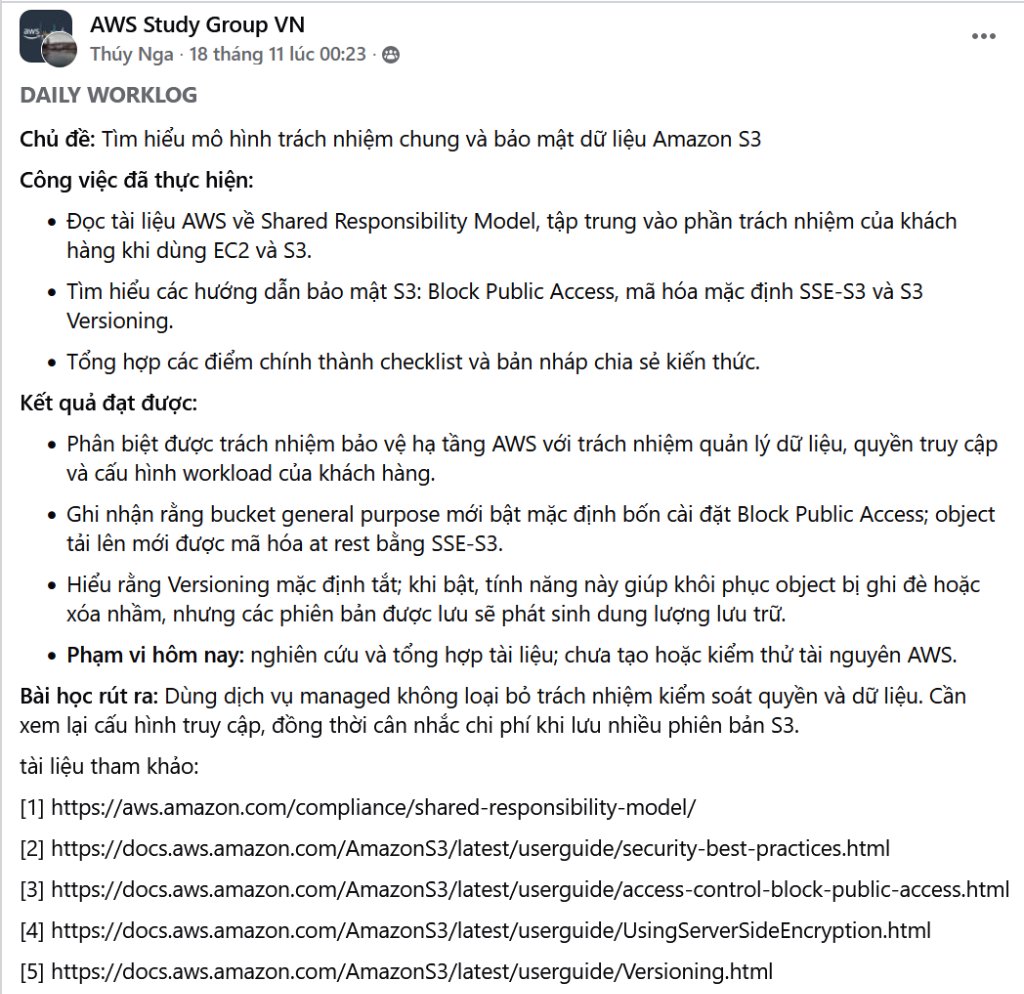 aws
AWS Study Group VN
Thúy Nga · 18 tháng 11 lúc 00:23 ·
DAILY WORKLOG
Chủ đề: Tìm hiểu mô hình trách nhiệm chung và bảo mật dữ liệu Amazon S3
Công việc đã thực hiện:
• Đọc tài liệu AWS về Shared Responsibility Model, tập trung vào phần trách nhiệm của khách
hàng khi dùng EC2 và S3.
• Tìm hiểu các hướng dẫn bảo mật S3: Block Public Access, mã hóa mặc định SSE-S3 và S3
Versioning.
• Tổng hợp các điểm chính thành checklist và bản nháp chia sẻ kiến thức.
Kết quả đạt được:
• Phân biệt được trách nhiệm bảo vệ hạ tầng AWS với trách nhiệm quản lý dữ liệu, quyền truy cập
và cấu hình workload của khách hàng.
• Ghi nhận rằng bucket general purpose mới bật mặc định bốn cài đặt Block Public Access; object
tải lên mới được mã hóa at rest bằng SSE-S3.
• Hiểu rằng Versioning mặc định tắt; khi bật, tính năng này giúp khôi phục object bị ghi đè hoặc
xóa nhầm, nhưng các phiên bản được lưu sẽ phát sinh dung lượng lưu trữ.
• Phạm vi hôm nay: nghiên cứu và tổng hợp tài liệu; chưa tạo hoặc kiểm thử tài nguyên AWS.
Bài học rút ra: Dùng dịch vụ managed không loại bỏ trách nhiệm kiểm soát quyền và dữ liệu. Cần
xem lại cấu hình truy cập, đồng thời cân nhắc chi phí khi lưu nhiều phiên bản S3.
tài liệu tham khảo:
[1] https://aws.amazon.com/compliance/shared-responsibility-model/
[2] https://docs.aws.amazon.com/AmazonS3/latest/userguide/security-best-practices.html
[3] https://docs.aws.amazon.com/AmazonS3/latest/userguide/access-control-block-public-access.html
[4] https://docs.aws.amazon.com/AmazonS3/latest/userguide/UsingServerSideEncryption.html
[5] https://docs.aws.amazon.com/AmazonS3/latest/userguide/Versioning.html